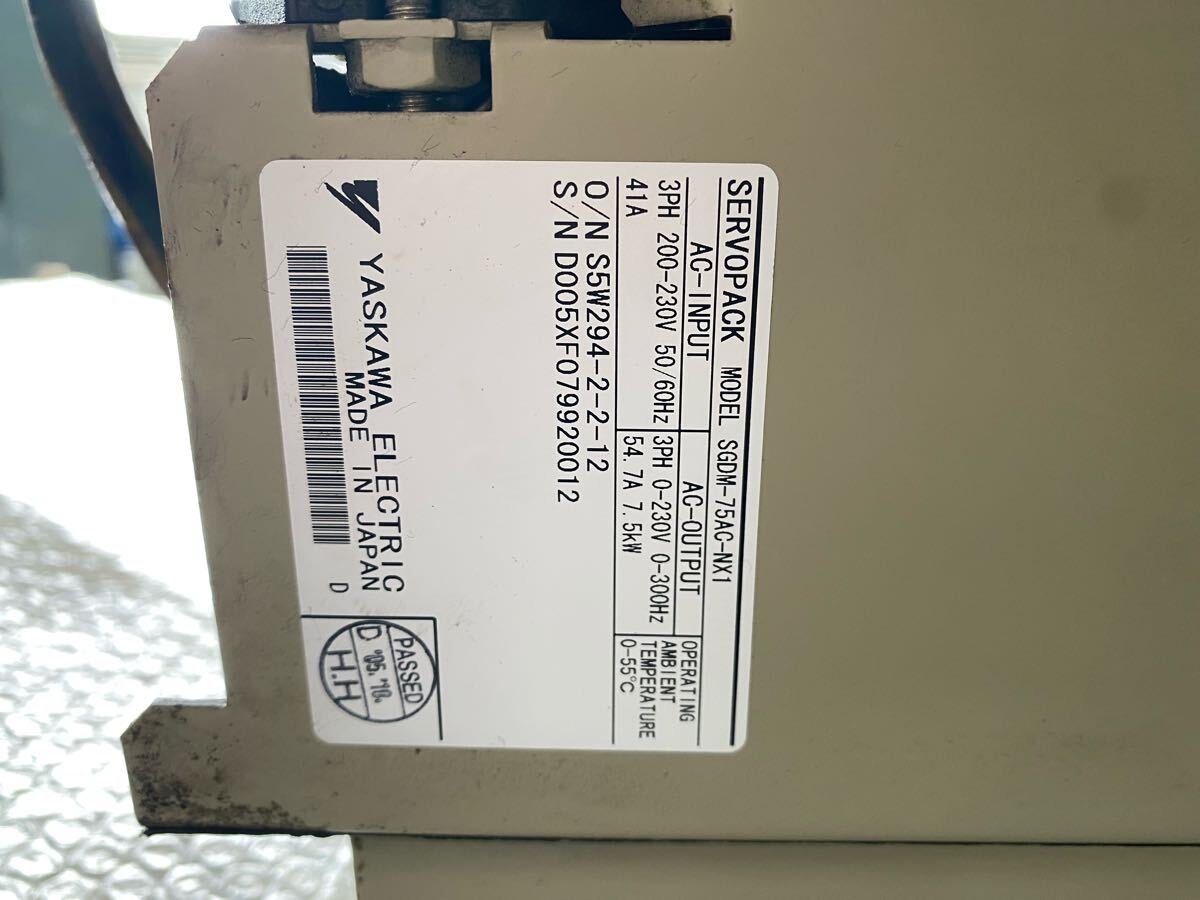 SERVOPACK MODEL SGDM-75AC-NX1
AC-INPUT AC-OUTPUT OPERATING AMBIENT TEMPERATURE
3PH 200-230V 50/60Hz 3PH 0-230V 0-300Hz 0-55°C
41A 54.7A 7.5kW
O/N S5W294-2-2-12
S/N D005XF079920012
YASKAWA ELECTRIC
MADE IN JAPAN D
PASSED
D '05.'10.
H.H